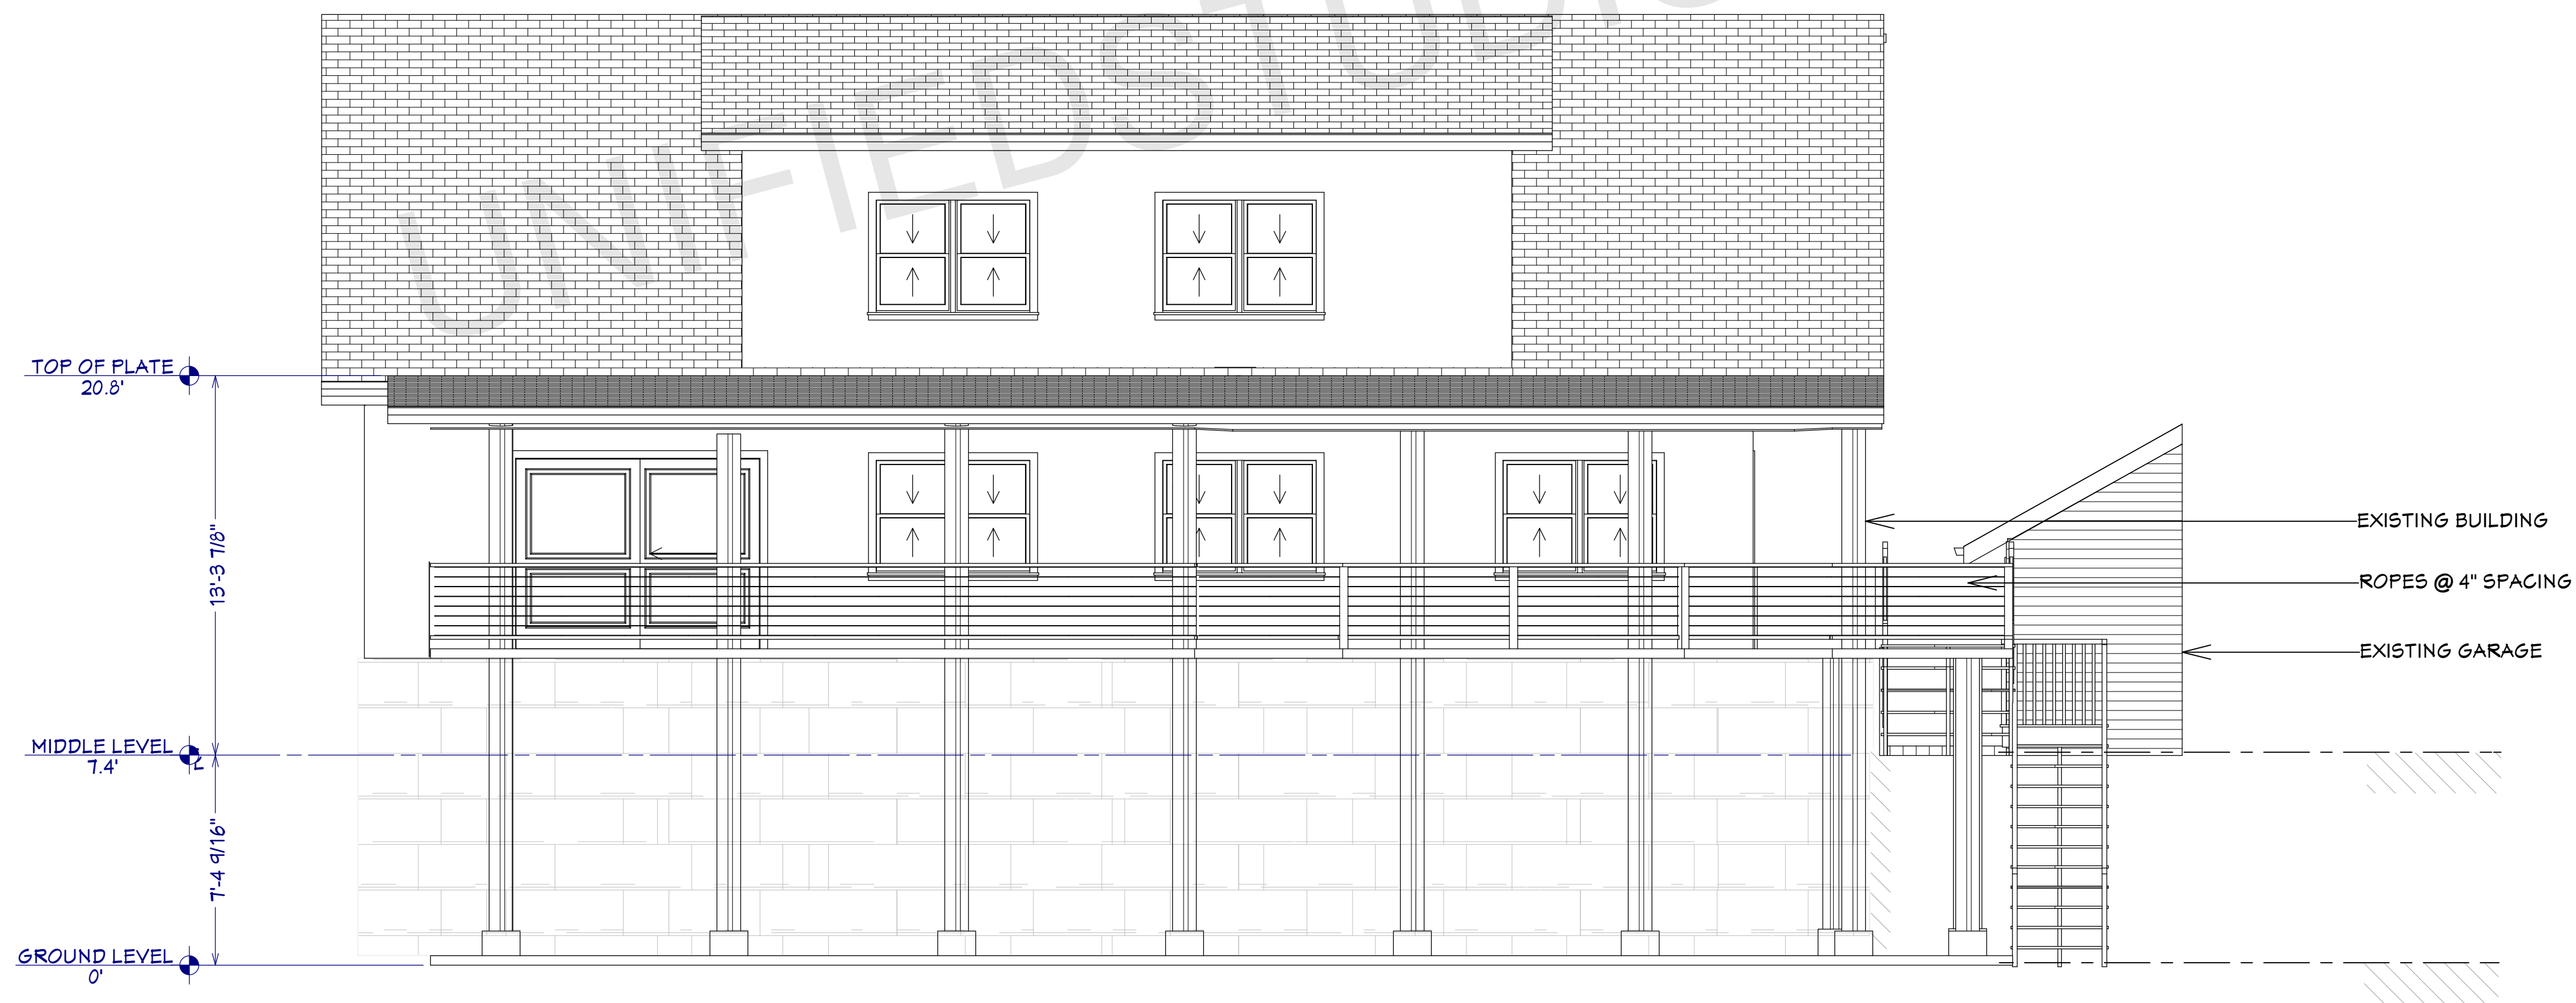 UNIFIEDSTUDIO
TOP OF PLATE
20.8'
13'-3 7/8"
EXISTING BUILDING
ROPES @ 4" SPACING
EXISTING GARAGE
MIDDLE LEVEL
7.4'
7'-4 9/16"
GROUND LEVEL
0'